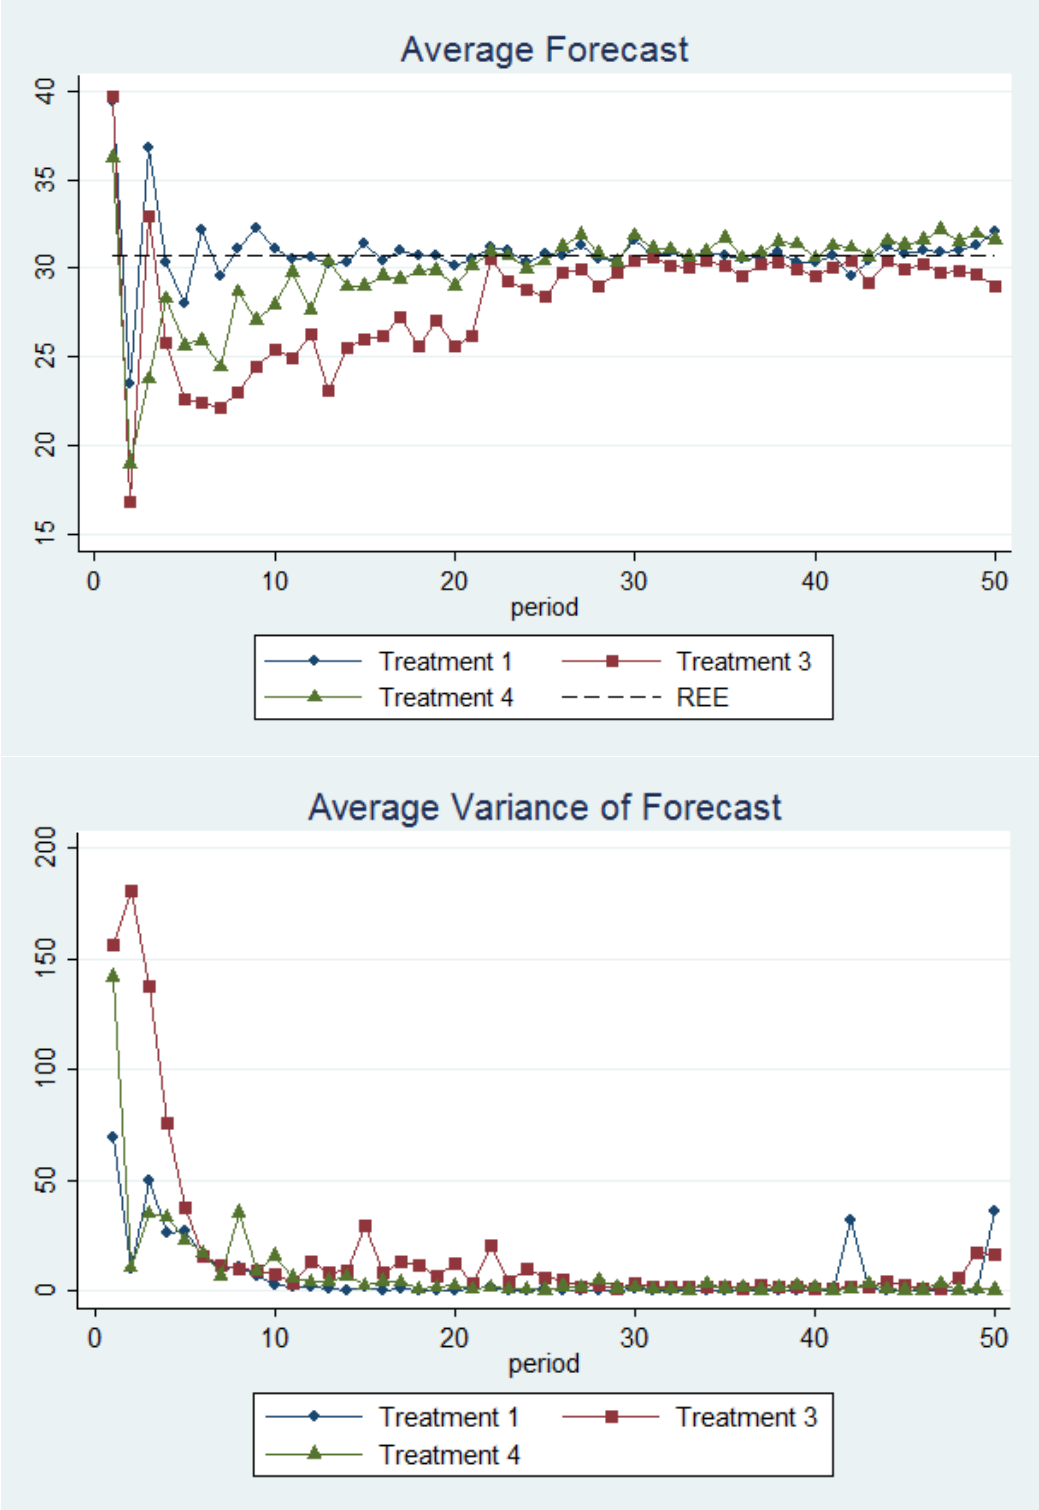 Average Forecast
40
35
30
25
20
15
0 10 20 30 40 50
period
Treatment 1 Treatment 3
Treatment 4 REE
Average Variance of Forecast
200
150
100
50
0
0 10 20 30 40 50
period
Treatment 1 Treatment 3
Treatment 4